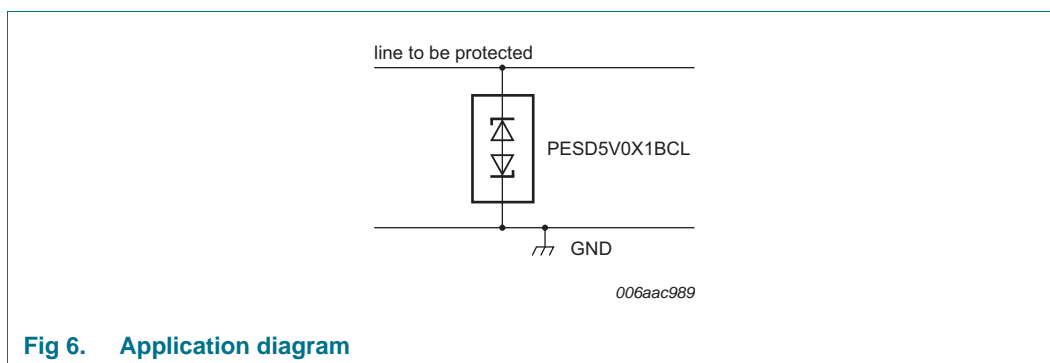 line to be protected
PESD5V0X1BCL
GND
006aac989
Fig 6. Application diagram